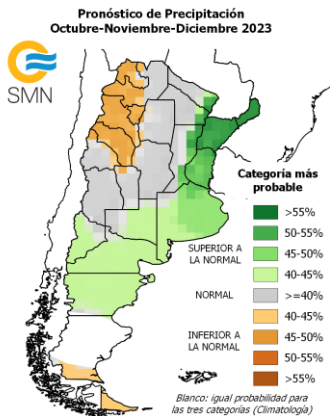 Pronóstico de Precipitación
Octubre-Noviembre-Diciembre 2023
SMN
Categoría más
probable
>55%
50-55%
SUPERIOR A
LA NORMAL
45-50%
40-45%
NORMAL
>=40%
40-45%
INFERIOR A
LA NORMAL
45-50%
50-55%
>55%
Blanco: igual probabilidad para
las tres categorías (Climatología)